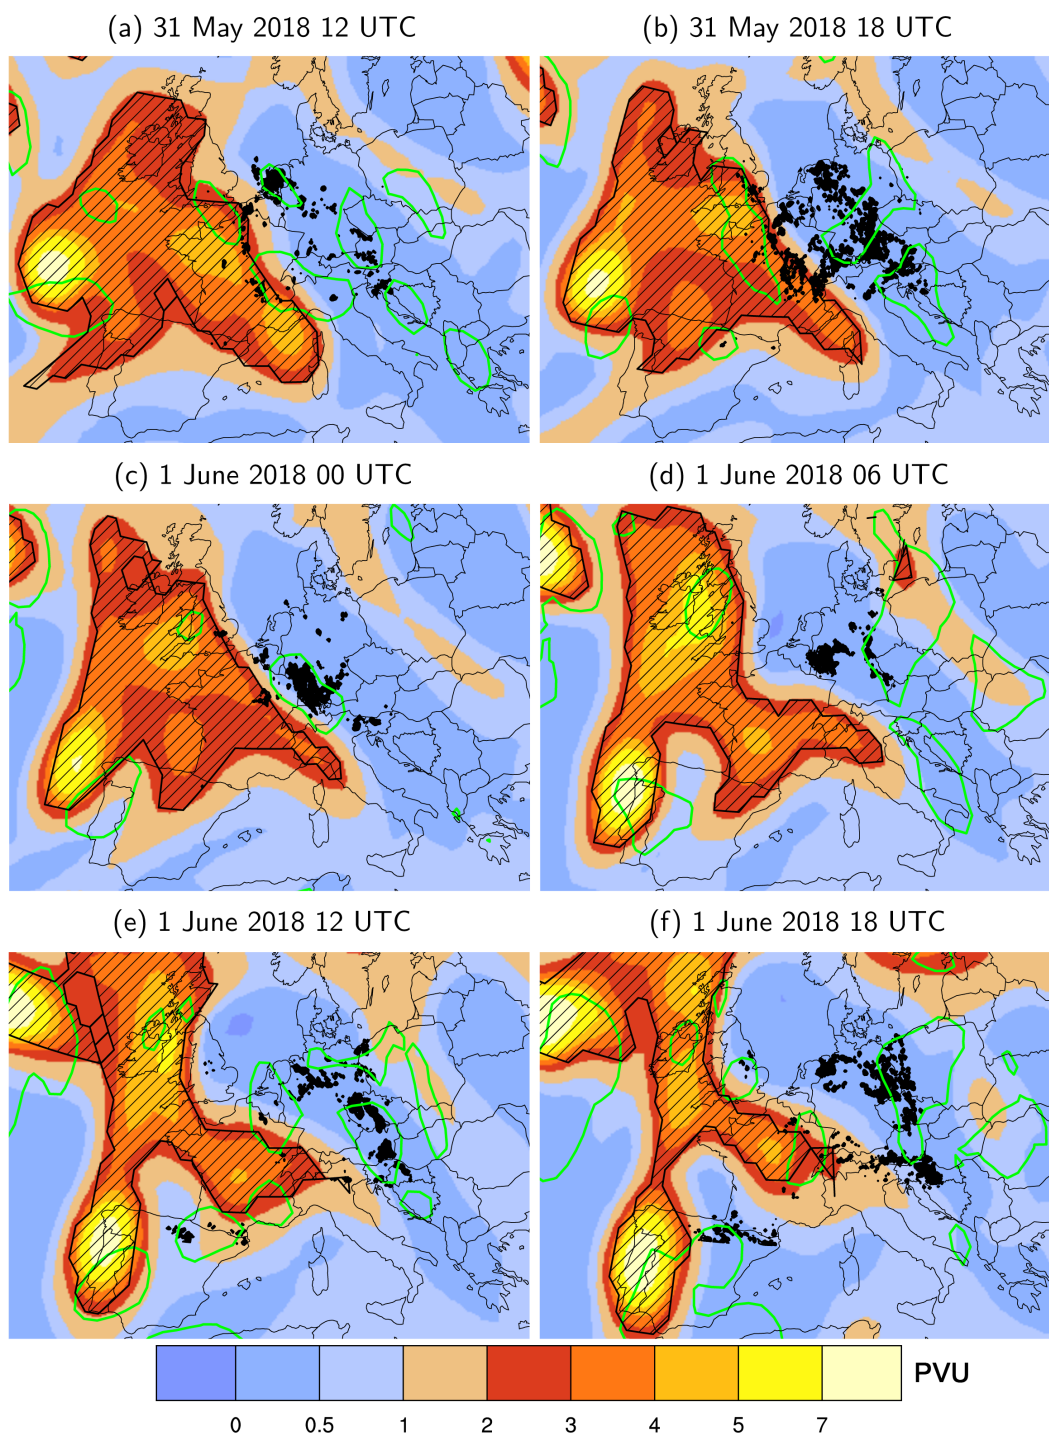 (a) 31 May 2018 12 UTC
(b) 31 May 2018 18 UTC
(c) 1 June 2018 00 UTC
(d) 1 June 2018 06 UTC
(e) 1 June 2018 12 UTC
(f) 1 June 2018 18 UTC
PVU
0 0.5 1 2 3 4 5 7